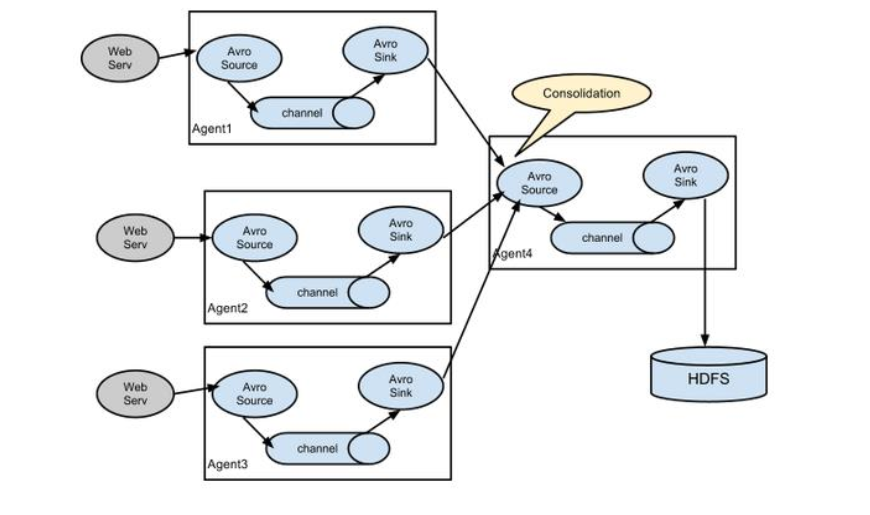 Web
Serv
Avro
Source
Avro
Sink
channel
Agent1
Consolidation
Web
Serv
Avro
Source
Avro
Sink
channel
Agent2
Avro
Source
Avro
Sink
channel
Agent4
Web
Serv
Avro
Source
Avro
Sink
channel
Agent3
HDFS